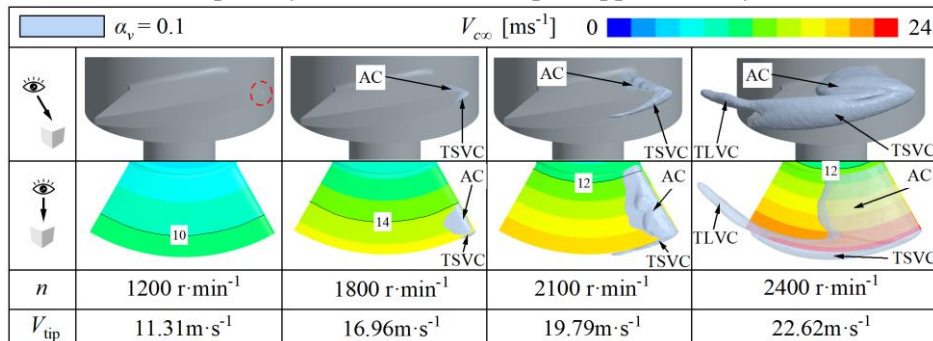 αᵥ = 0.1
V_c∞ [ms⁻¹] 0 24
AC
TSVC
AC
TSVC
AC
TLVC
TSVC
10
14
AC
TSVC
12
AC
TSVC
12
AC
TLVC
TSVC
n 1200 r·min⁻¹ 1800 r·min⁻¹ 2100 r·min⁻¹ 2400 r·min⁻¹
V_tip 11.31m·s⁻¹ 16.96m·s⁻¹ 19.79m·s⁻¹ 22.62m·s⁻¹